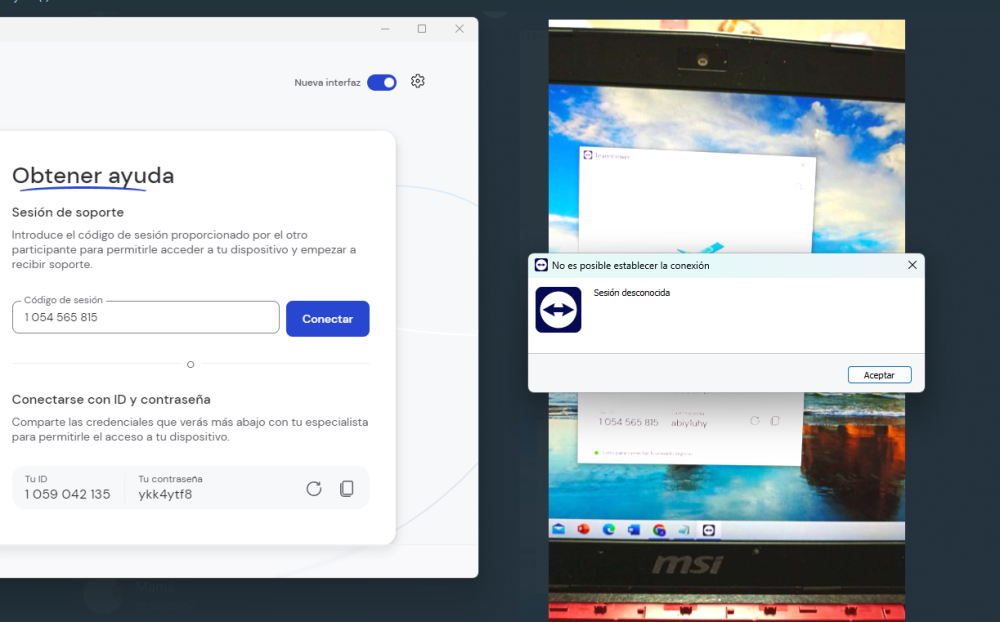 Nueva interfaz
Obtener ayuda
Sesión de soporte
Introduce el código de sesión proporcionado por el otro
participante para permitirle acceder a tu dispositivo y empezar a
recibir soporte.
Código de sesión
1 054 565 815
Conectar
O
Conectarse con ID y contraseña
Comparte las credenciales que verás más abajo con tu especialista
para permitirle el acceso a tu dispositivo.
Tu ID
Tu contraseña
1 059 042 135
ykk4ytf8
TeamViewer
No es posible establecer la conexión
Sesión desconocida
Aceptar
1 054 565 815
msi